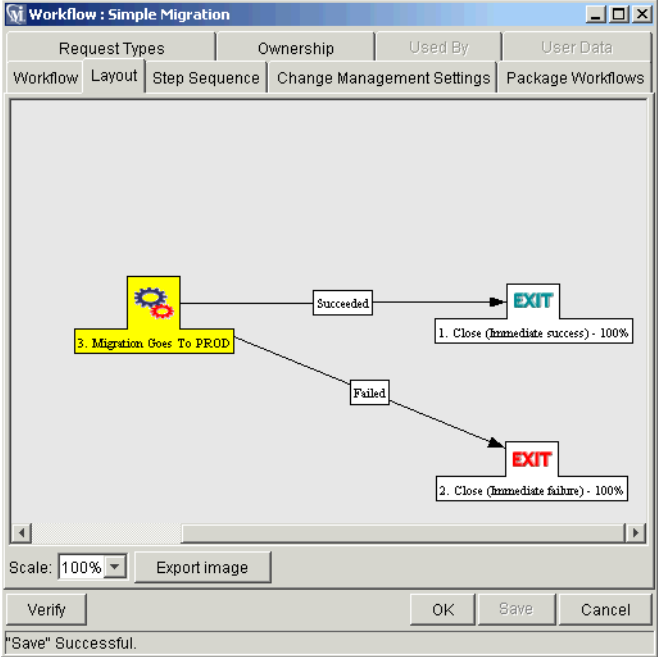 Workflow : Simple Migration
Request Types Ownership Used By User Data
Workflow Layout Step Sequence Change Management Settings Package Workflows
EXIT
Succeeded
1. Close (Immediate success) - 100%
3. Migration Goes To PROD
Failed
EXIT
2. Close (Immediate failure) - 100%
Scale: 100% Export image
Verify OK Save Cancel
"Save" Successful.